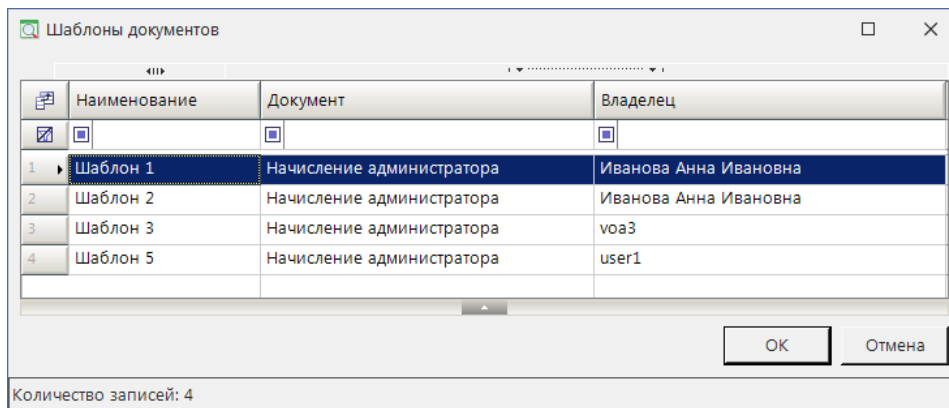 Шаблоны документов
Наименование Документ Владелец
1 Шаблон 1 Начисление администратора Иванова Анна Ивановна
2 Шаблон 2 Начисление администратора Иванова Анна Ивановна
3 Шаблон 3 Начисление администратора voa3
4 Шаблон 5 Начисление администратора user1
OK Отмена
Количество записей: 4